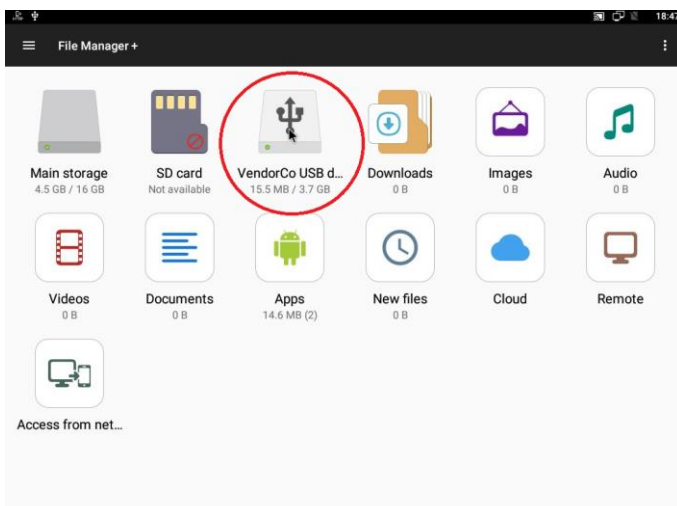 18:47
File Manager +
Main storage
4.5 GB / 16 GB
SD card
Not available
VendorCo USB d...
15.5 MB / 3.7 GB
Downloads
0 B
Images
0 B
Audio
0 B
Videos
0 B
Documents
0 B
Apps
14.6 MB (2)
New files
0 B
Cloud
Remote
Access from net...